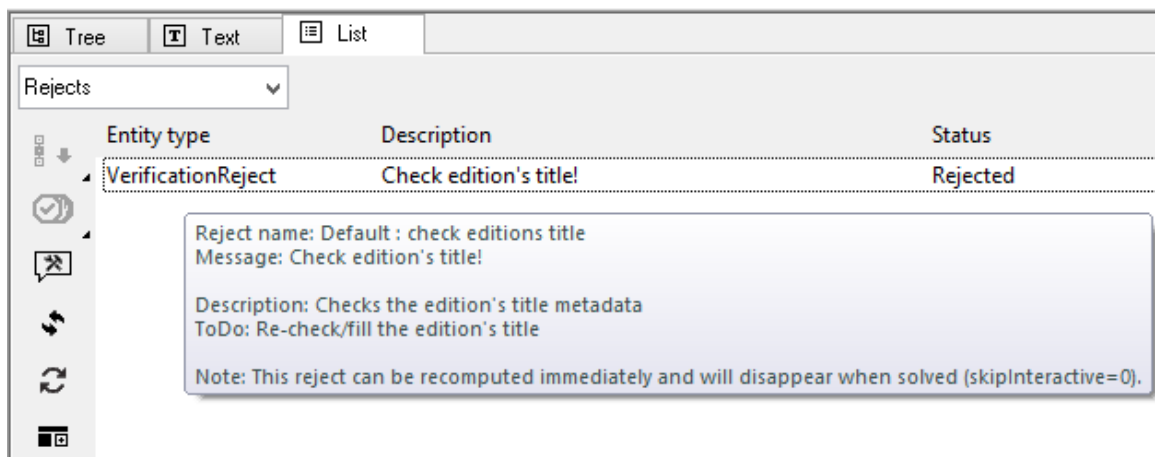 Tree Text List
Rejects
Entity type Description Status
VerificationReject Check edition's title! Rejected
Reject name: Default : check editions title
Message: Check edition's title!
Description: Checks the edition's title metadata
ToDo: Re-check/fill the edition's title
Note: This reject can be recomputed immediately and will disappear when solved (skipInteractive=0).